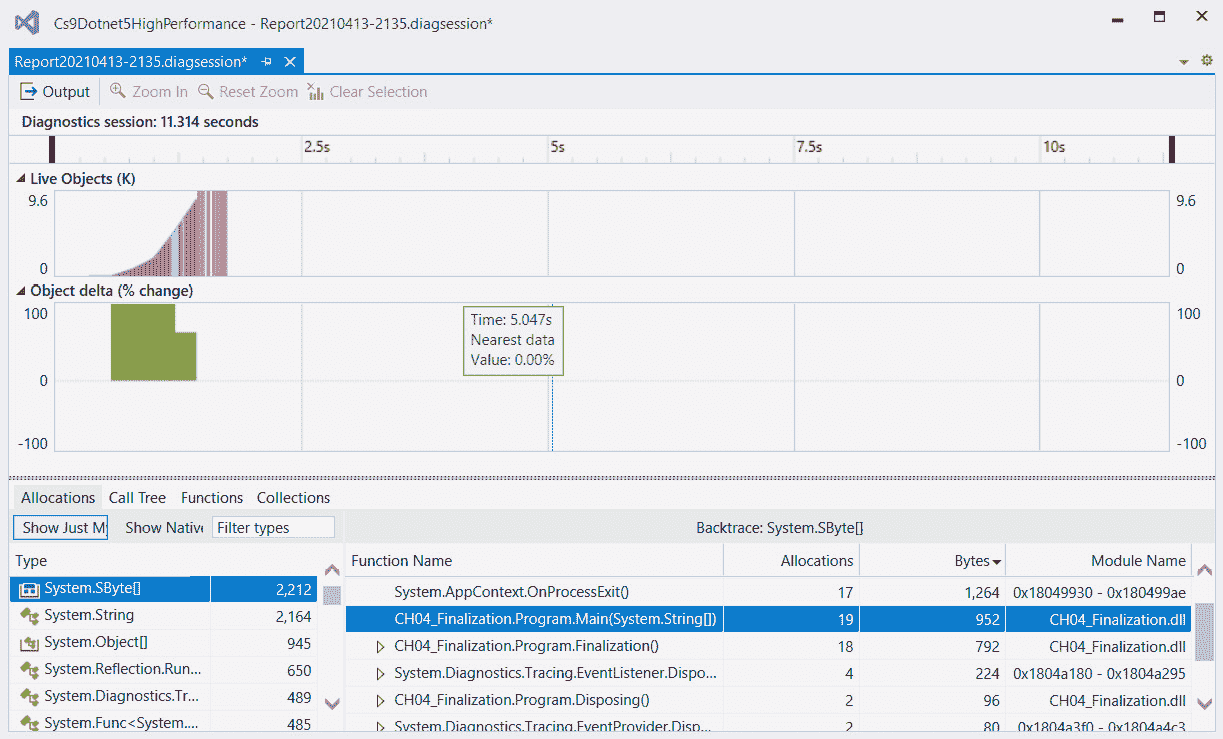 Cs9Dotnet5HighPerformance - Report20210413-2135.diagsession*
Report20210413-2135.diagsession*
Output Zoom In Reset Zoom Clear Selection
Diagnostics session: 11.314 seconds
2.5s 5s 7.5s 10s
Live Objects (K)
9.6 9.6
0 0
Object delta (% change)
100 100
Time: 5.047s
Nearest data
Value: 0.00%
0 0
-100 -100
Allocations Call Tree Functions Collections
Show Just My Show Native Filter types Backtrace: System.SByte[]
Type Function Name Allocations Bytes Module Name
System.SByte[] 2,212 System.AppContext.OnProcessExit() 17 1,264 0x18049930 - 0x180499ae
System.String 2,164 CH04_Finalization.Program.Main(System.String[]) 19 952 CH04_Finalization.dll
System.Object[] 945 CH04_Finalization.Program.Finalization() 18 792 CH04_Finalization.dll
System.Reflection.Run... 650 System.Diagnostics.Tracing.EventListener.Dispo... 4 224 0x1804a180 - 0x1804a295
System.Diagnostics.Tr... 489 CH04_Finalization.Program.Disposing() 2 96 CH04_Finalization.dll
System.Func<System.... 485 System.Diagnostics.Tracing.EventProvider.Disp... 2 80 0x1804a3f0 - 0x1804a4c3